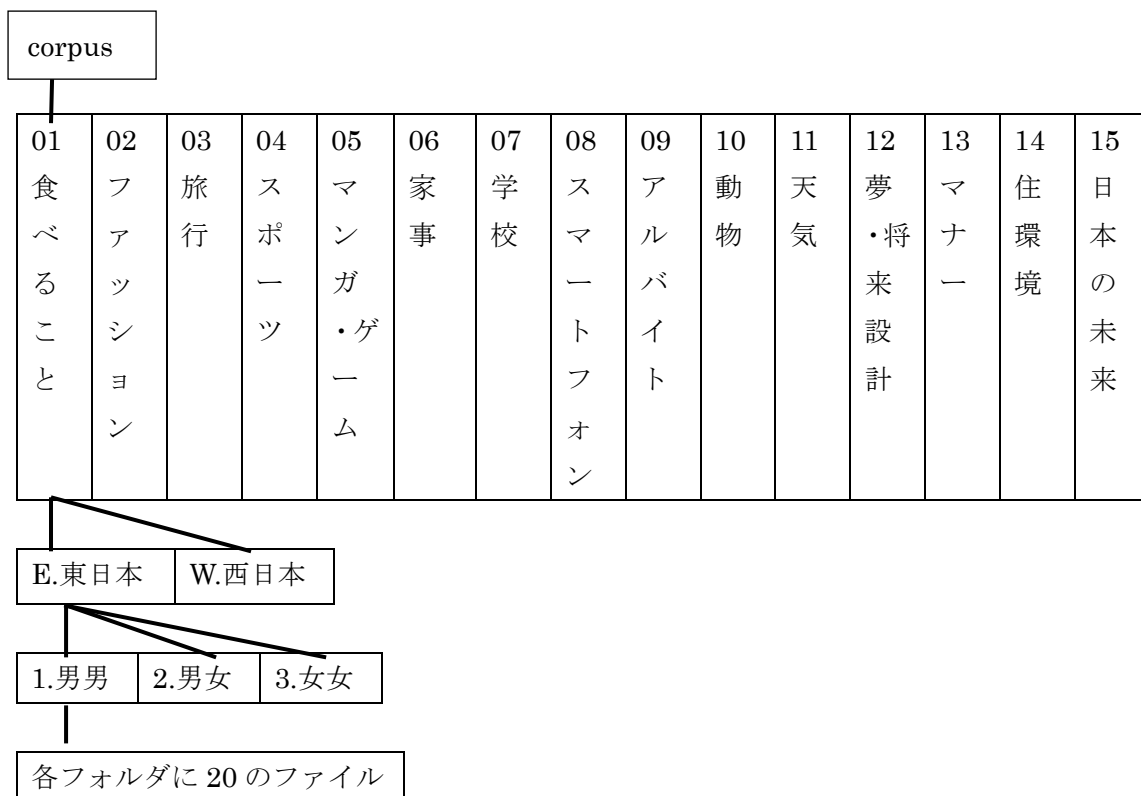 corpus
01 食べること
02 ファッション
03 旅行
04 スポーツ
05 マンガ・ゲーム
06 家事
07 学校
08 スマートフォン
09 アルバイト
10 動物
11 天気
12 夢・将来設計
13 マナー
14 住環境
15 日本の未来
E.東日本 W.西日本
1.男男 2.男女 3.女女
各フォルダに 20 のファイル